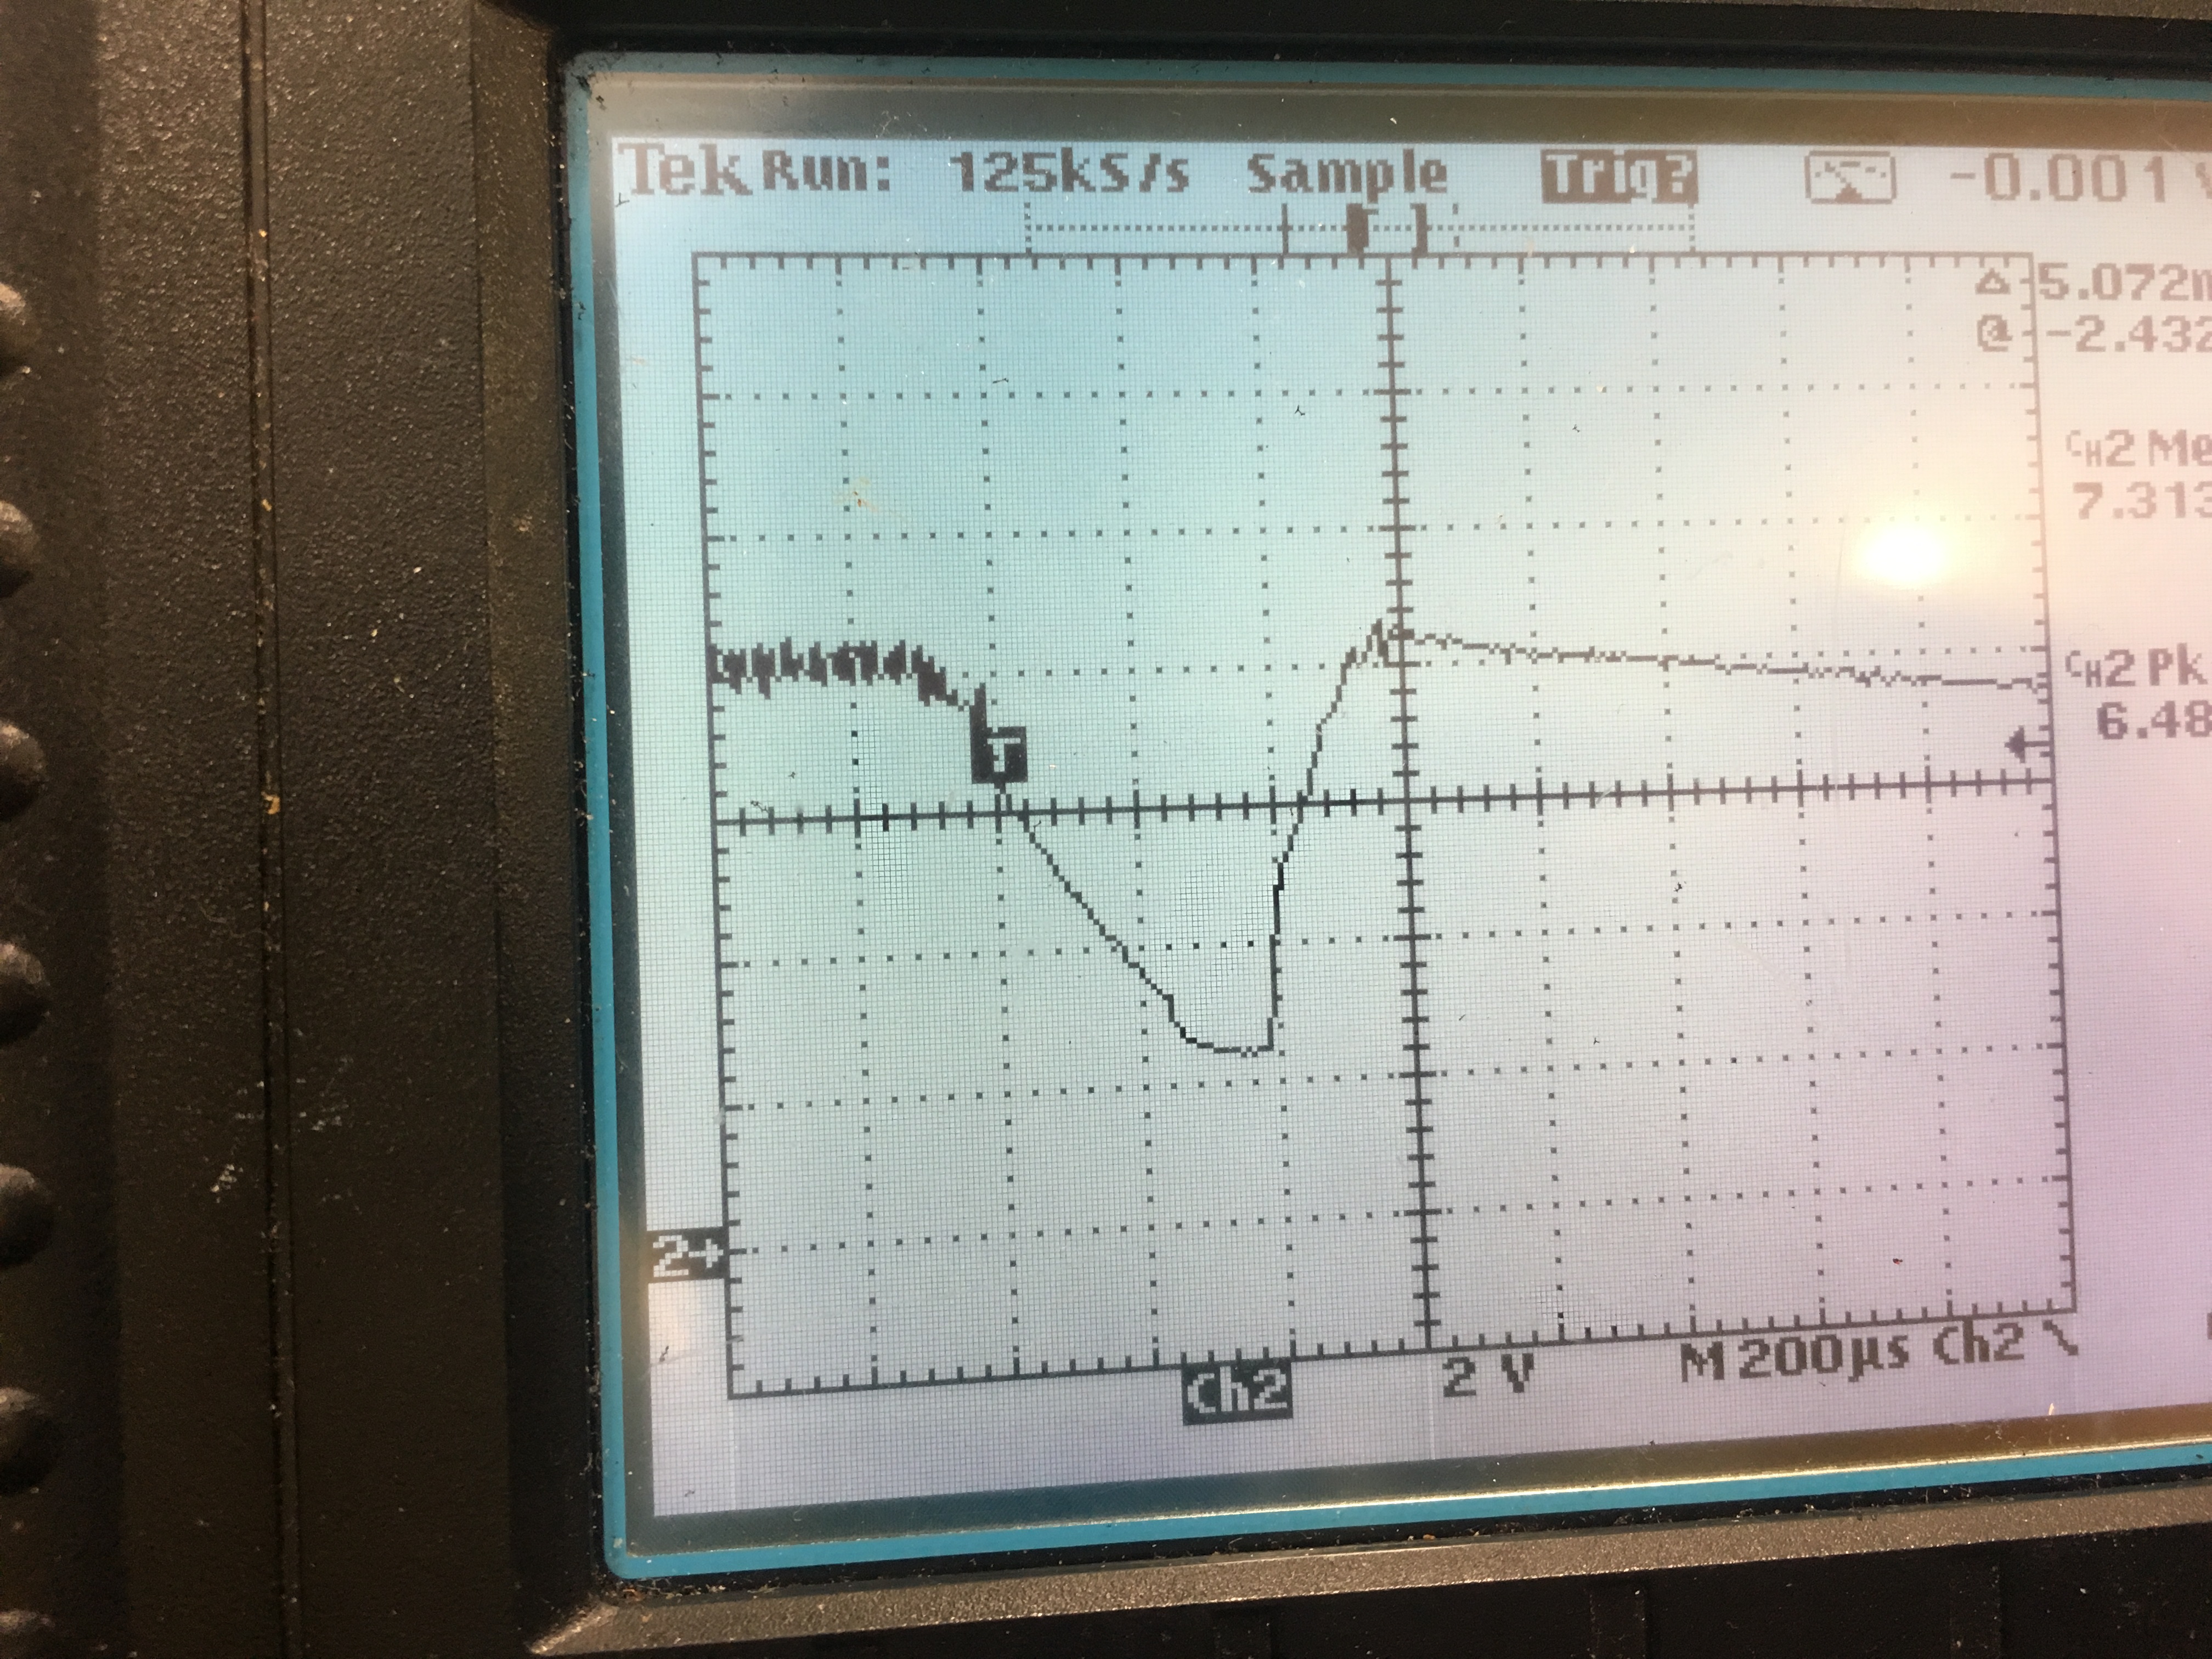 Tek Run: 125kS/s Sample Trig? -0.001
Δ 5.072
@ -2.432
CH2 Me
7.313
CH2 Pk
6.48
T
2
Ch2 2 V M 200µs Ch2